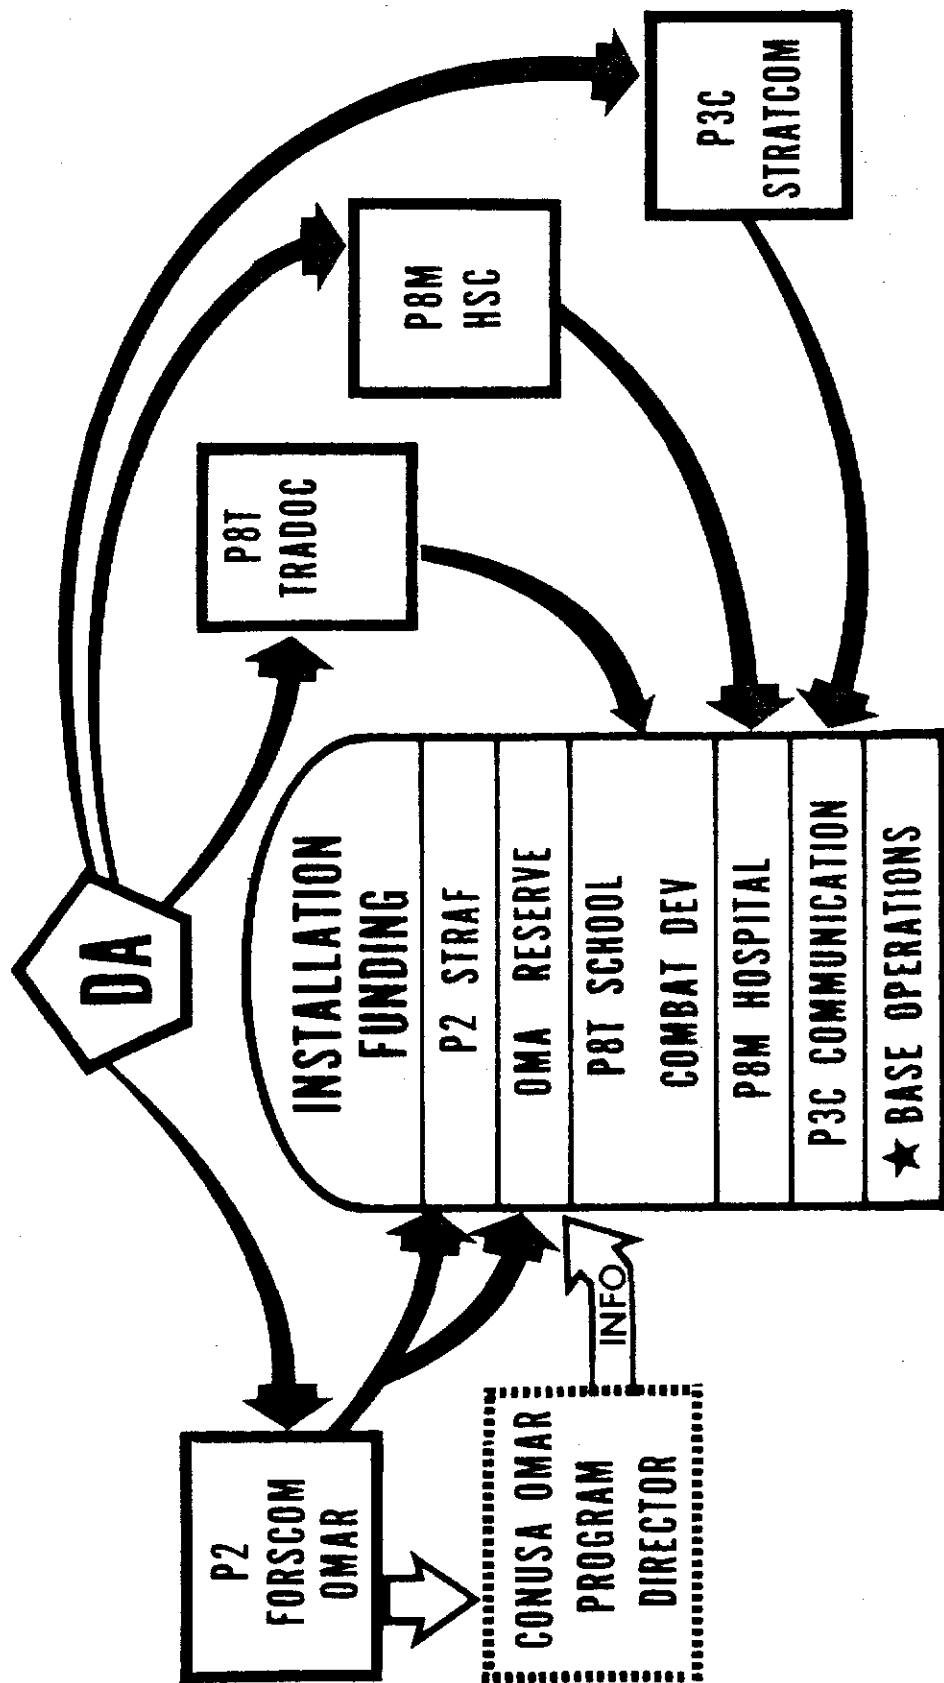 DA
P2
FORSCOM
OMAR
CONUSA OMAR
PROGRAM
DIRECTOR
INFO
INSTALLATION
FUNDING
P2 STRAF
OMA RESERVE
P8T SCHOOL
COMBAT DEV
P8M HOSPITAL
P3C COMMUNICATION
★ BASE OPERATIONS
P8T
TRADOC
P8M
HSC
P3C
STRATCOM